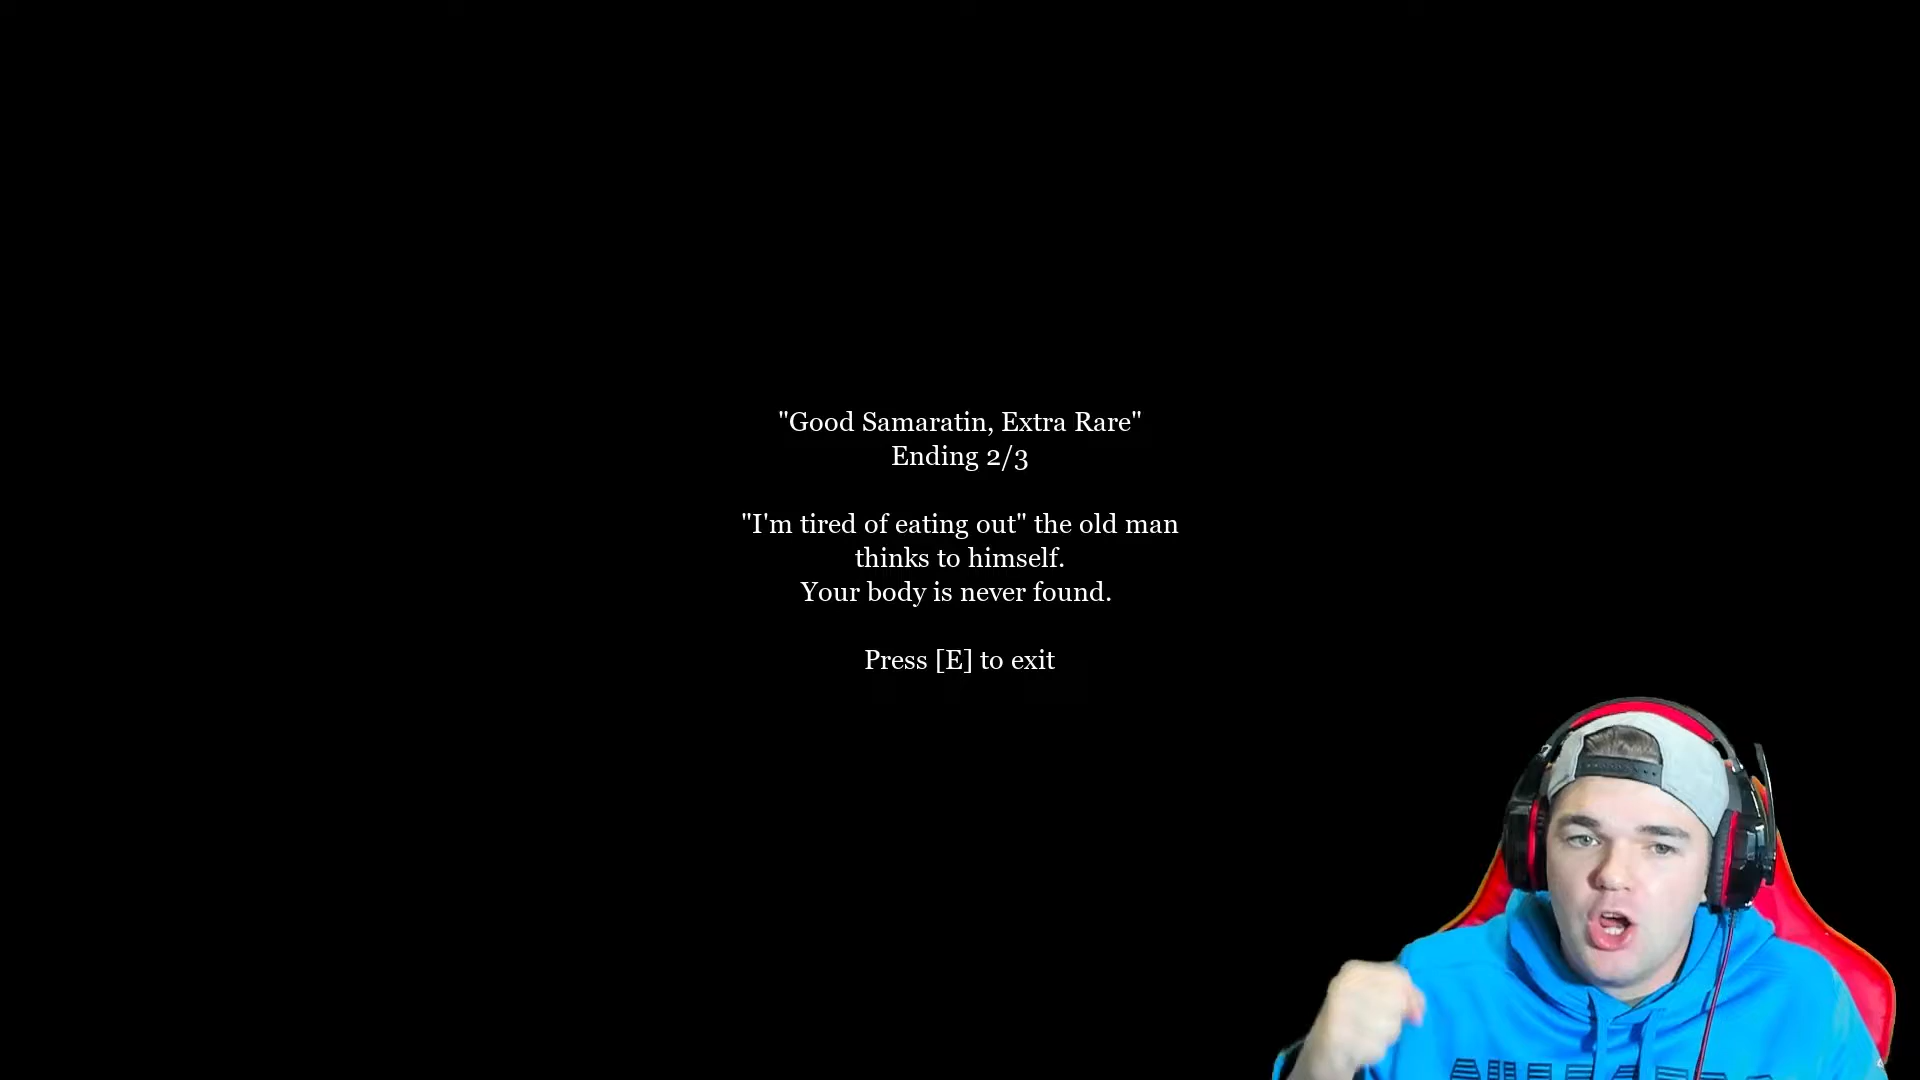 "Good Samaratin, Extra Rare"
Ending 2/3
"I'm tired of eating out" the old man
thinks to himself.
Your body is never found.
Press [E] to exit